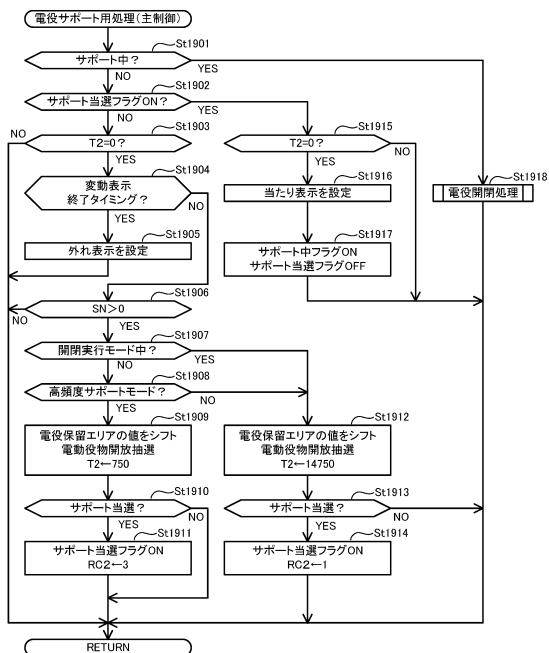 電役サポート用処理(主制御)
St1901
サポート中?
NO
YES
St1902
サポート当選フラグON?
YES
NO
St1903
NO
T2=0?
YES
St1904
変動表示
終了タイミング?
NO
YES
St1905
外れ表示を設定
St1915
T2=0?
NO
YES
St1916
当たり表示を設定
St1917
サポート中フラグON
サポート当選フラグOFF
St1918
電役開閉処理
St1906
SN>0
NO
YES
St1907
開閉実行モード中?
YES
NO
St1908
高頻度サポートモード?
NO
YES
St1909
電役保留エリアの値をシフト
電動役物開放抽選
T2←750
St1912
電役保留エリアの値をシフト
電動役物開放抽選
T2←14750
St1910
サポート当選?
NO
YES
St1911
サポート当選フラグON
RC2←3
St1913
サポート当選?
NO
YES
St1914
サポート当選フラグON
RC2←1
RETURN